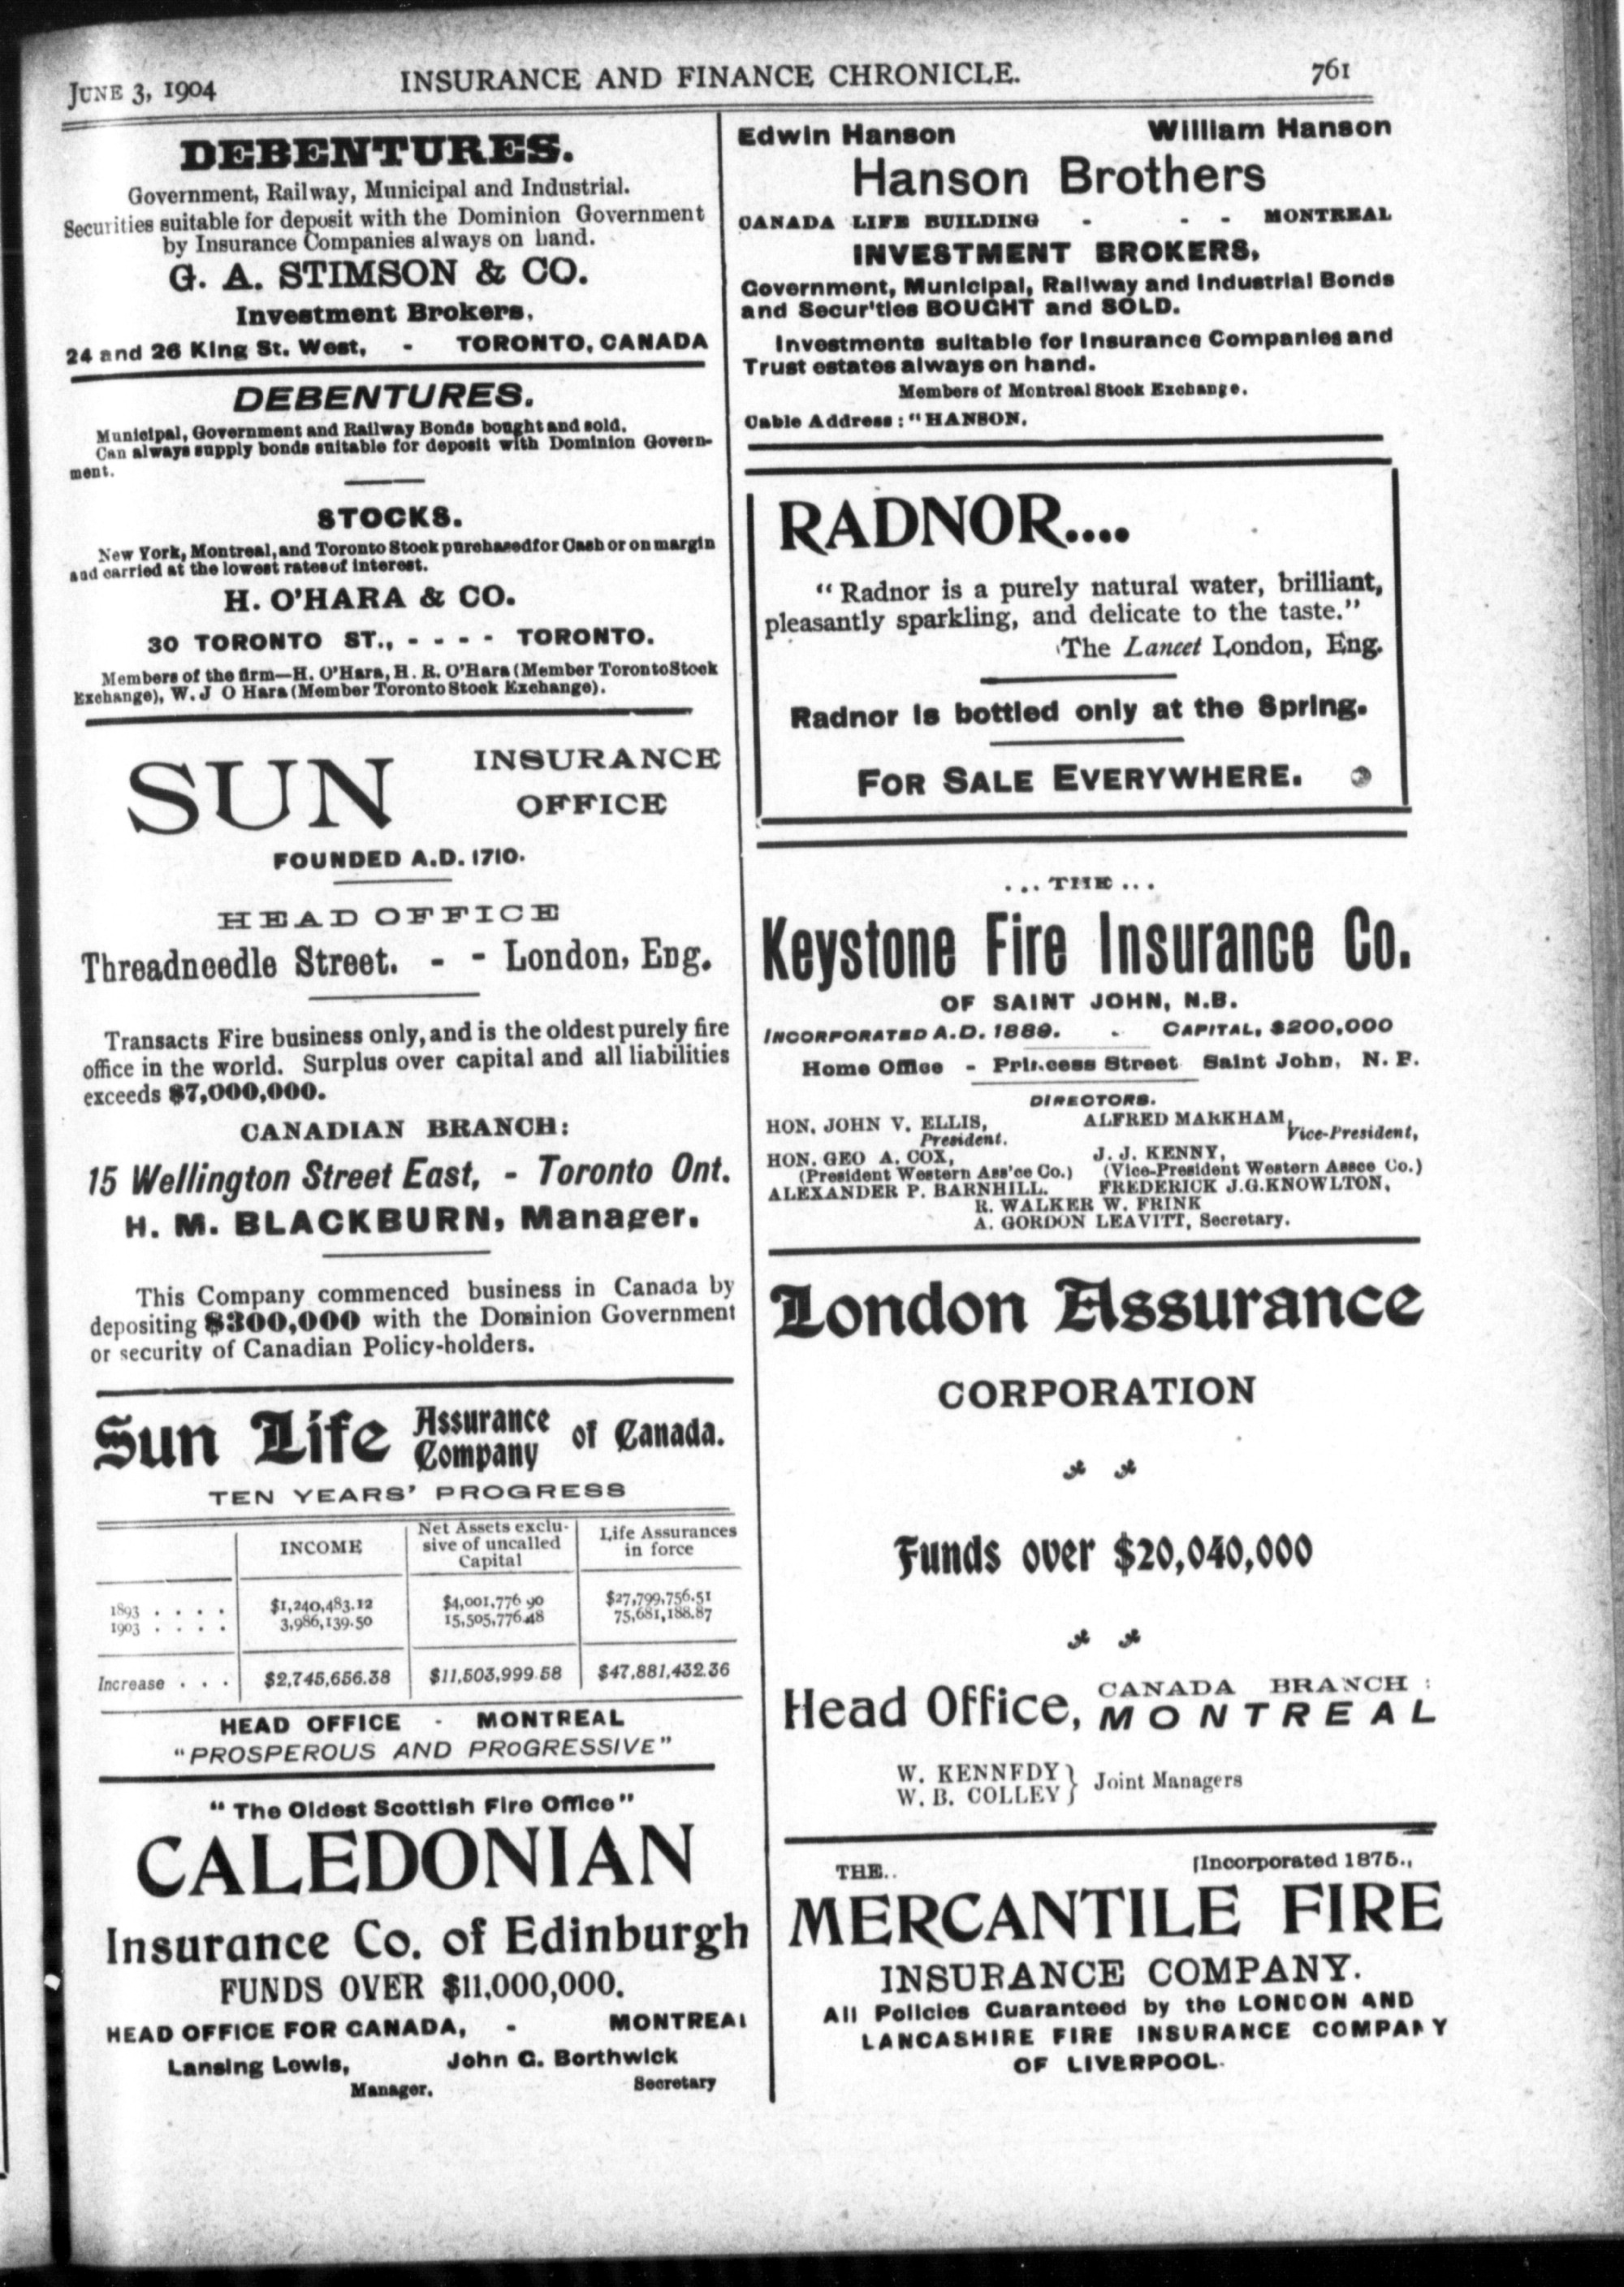 JUNE 3, 1904
INSURANCE AND FINANCE CHRONICLE.
761
DEBENTURES.
Government, Railway, Municipal and Industrial.
Securities suitable for deposit with the Dominion Government
by Insurance Companies always on hand.
G. A. STIMSON & CO.
Investment Brokers,
24 and 26 King St. West, - TORONTO, CANADA
DEBENTURES.
Municipal, Government and Railway Bonds bought and sold.
Can always supply bonds suitable for deposit with Dominion Govern-
ment.
STOCKS.
New York, Montreal, and Toronto Stock purchased for Cash or on margin
and carried at the lowest rates of interest.
H. O'HARA & CO.
30 TORONTO ST., - - - - TORONTO.
Members of the firm—H. O'Hara, H. R. O'Hara (Member Toronto Stock
Exchange), W. J O Hara (Member Toronto Stock Exchange).
SUN INSURANCE
OFFICE
FOUNDED A.D. 1710.
HEAD OFFICE
Threadneedle Street. - - London, Eng.
Transacts Fire business only, and is the oldest purely fire
office in the world. Surplus over capital and all liabilities
exceeds $7,000,000.
CANADIAN BRANCH:
15 Wellington Street East, - Toronto Ont.
H. M. BLACKBURN, Manager.
This Company commenced business in Canada by
depositing $300,000 with the Dominion Government
or security of Canadian Policy-holders.
Sun Life Assurance Company of Canada.
TEN YEARS' PROGRESS
INCOME
Net Assets exclu-
sive of uncalled
Capital
Life Assurances
in force
1893 . . . . $1,240,483.12 $4,001,776 90 $27,799,756.51
1903 . . . . 3,986,139.50 15,505,776.48 75,681,188.87
Increase . . . $2,745,656.38 $11,503,999.58 $47,881,432.36
HEAD OFFICE - MONTREAL
"PROSPEROUS AND PROGRESSIVE"
"The Oldest Scottish Fire Office"
CALEDONIAN
Insurance Co. of Edinburgh
FUNDS OVER $11,000,000.
HEAD OFFICE FOR CANADA, - MONTREAL
Lansing Lewis, John G. Borthwick
Manager. Secretary
Edwin Hanson William Hanson
Hanson Brothers
CANADA LIFE BUILDING - - - MONTREAL
INVESTMENT BROKERS,
Government, Municipal, Railway and Industrial Bonds
and Secur'ties BOUGHT and SOLD.
Investments suitable for Insurance Companies and
Trust estates always on hand.
Members of Montreal Stock Exchange.
Cable Address: "HANSON.
RADNOR....
"Radnor is a purely natural water, brilliant,
pleasantly sparkling, and delicate to the taste."
The Lancet London, Eng.
Radnor is bottled only at the Spring.
FOR SALE EVERYWHERE.
... THE ...
Keystone Fire Insurance Co.
OF SAINT JOHN, N.B.
INCORPORATED A.D. 1889. - CAPITAL, $200,000
Home Office - Princess Street Saint John, N. B.
DIRECTORS.
HON. JOHN V. ELLIS, ALFRED MARKHAM,
President. Vice-President,
HON. GEO A. COX, J. J. KENNY,
(President Western Ass'ce Co.) (Vice-President Western Assce Co.)
ALEXANDER P. BARNHILL. FREDERICK J.G. KNOWLTON,
R. WALKER W. FRINK
A. GORDON LEAVITT, Secretary.
London Assurance
CORPORATION
Funds over $20,040,000
Head Office, CANADA BRANCH :
MONTREAL
W. KENNEDY
W. B. COLLEY } Joint Managers
THE.. [Incorporated 1875.,
MERCANTILE FIRE
INSURANCE COMPANY.
All Policies Guaranteed by the LONDON AND
LANCASHIRE FIRE INSURANCE COMPANY
OF LIVERPOOL.